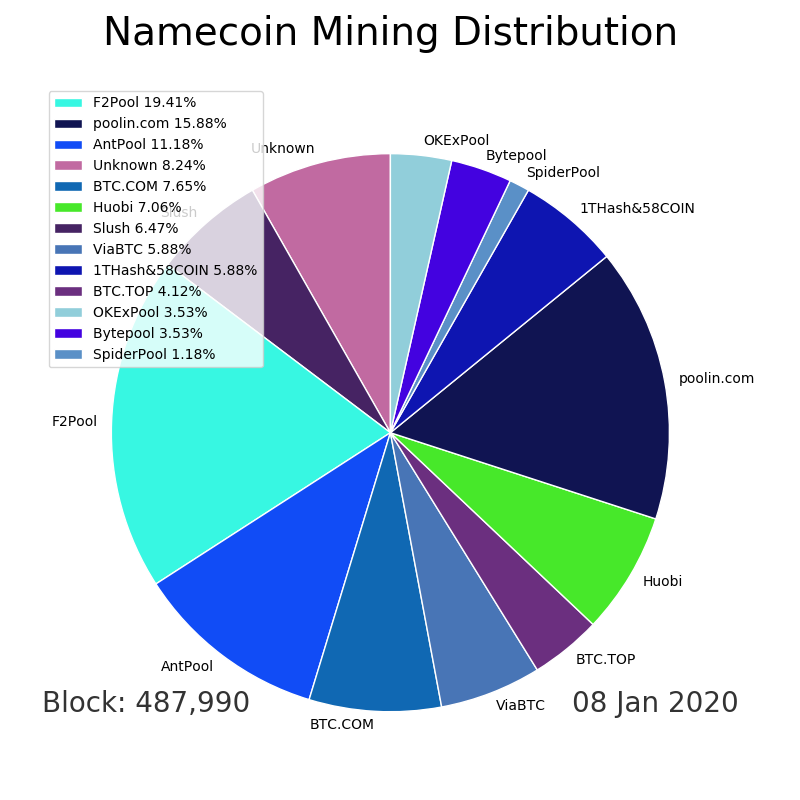 Namecoin Mining Distribution
F2Pool 19.41%
poolin.com 15.88%
AntPool 11.18%
Unknown 8.24%
BTC.COM 7.65%
Huobi 7.06%
Slush 6.47%
ViaBTC 5.88%
1THash&58COIN 5.88%
BTC.TOP 4.12%
OKExPool 3.53%
Bytepool 3.53%
SpiderPool 1.18%
OKExPool
Unknown
Bytepool
SpiderPool
1THash&58COIN
Slush
poolin.com
F2Pool
Huobi
BTC.TOP
AntPool
ViaBTC
BTC.COM
Block: 487,990
08 Jan 2020